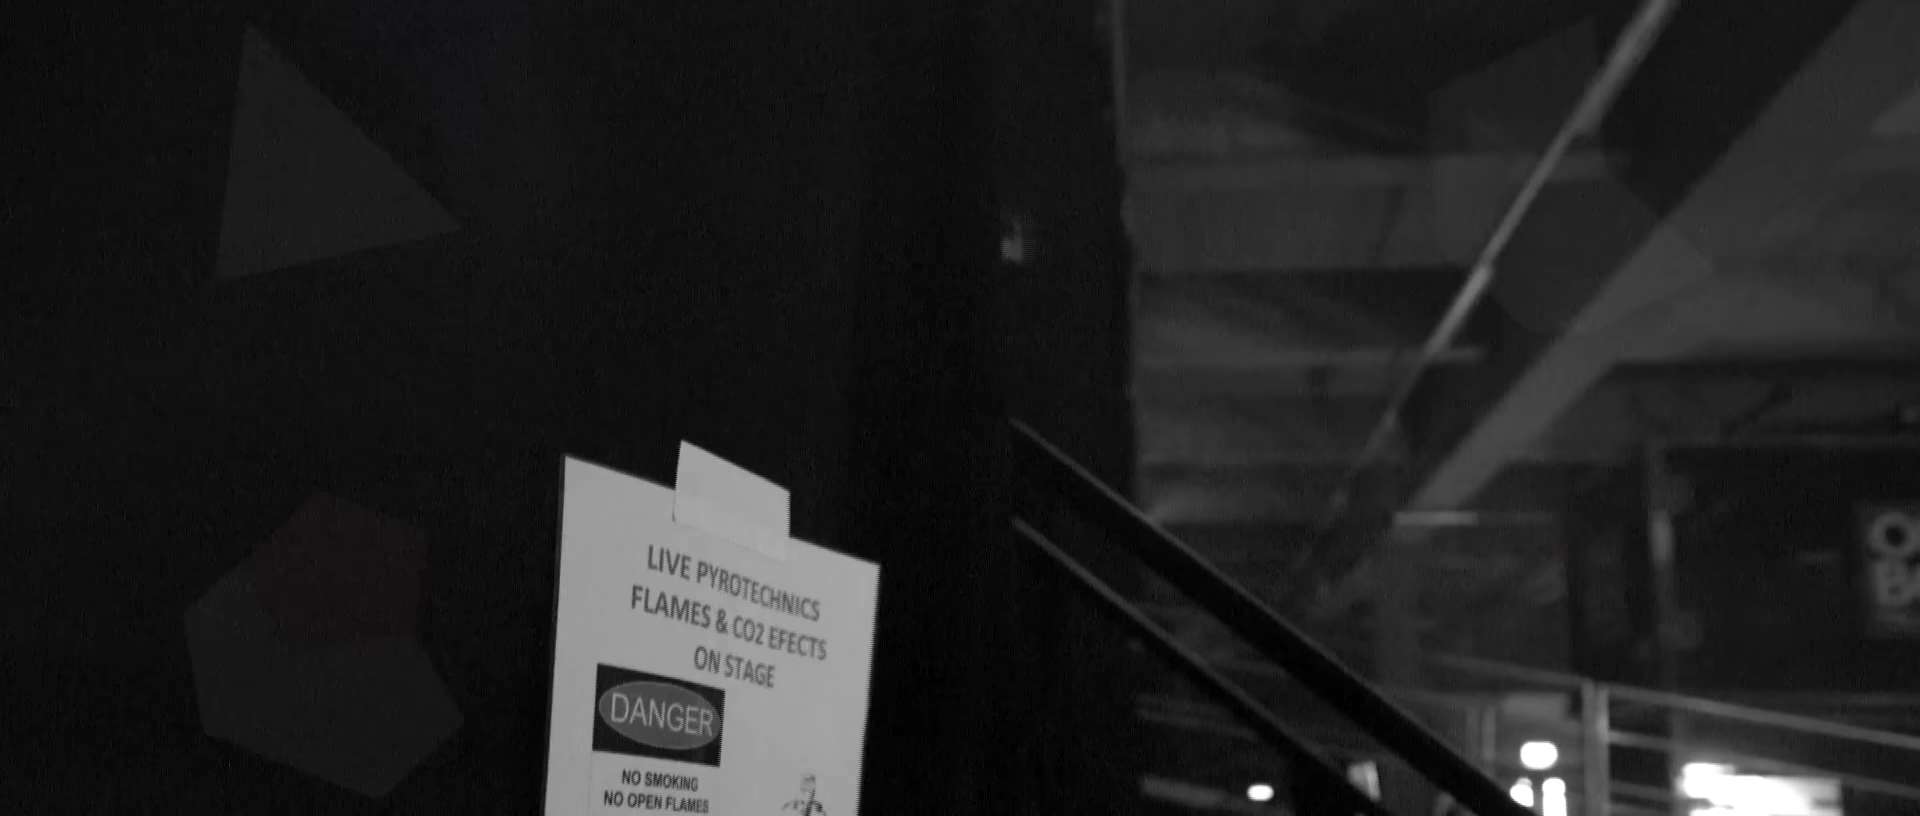 LIVE PYROTECHNICS
FLAMES & CO2 EFECTS
ON STAGE
DANGER
NO SMOKING
NO OPEN FLAMES